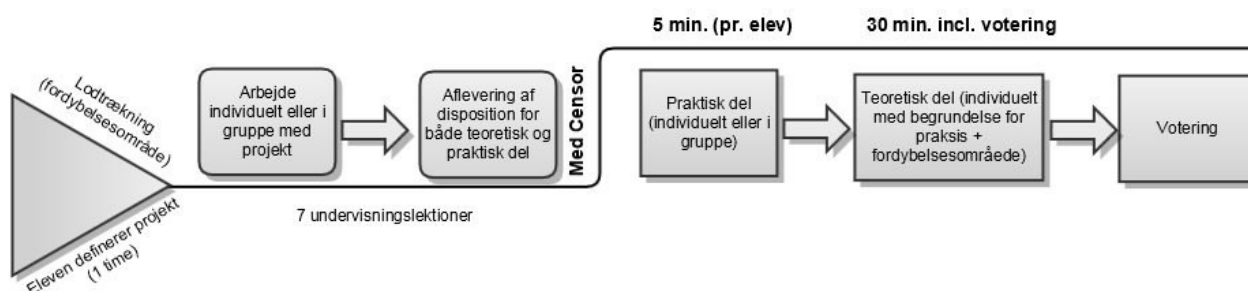 Lodtrækning
(fordybelsesområde)
Eleven definerer projekt
(1 time)
Arbejde
individuelt eller i
gruppe med
projekt
Aflevering af
disposition for
både teoretisk og
praktisk del
7 undervisningslektioner
Med Censor
5 min. (pr. elev)
30 min. incl. votering
Praktisk del
(individuelt eller i
gruppe)
Teoretisk del (individuelt
med begrundelse for
praksis +
fordybelsesområede)
Votering